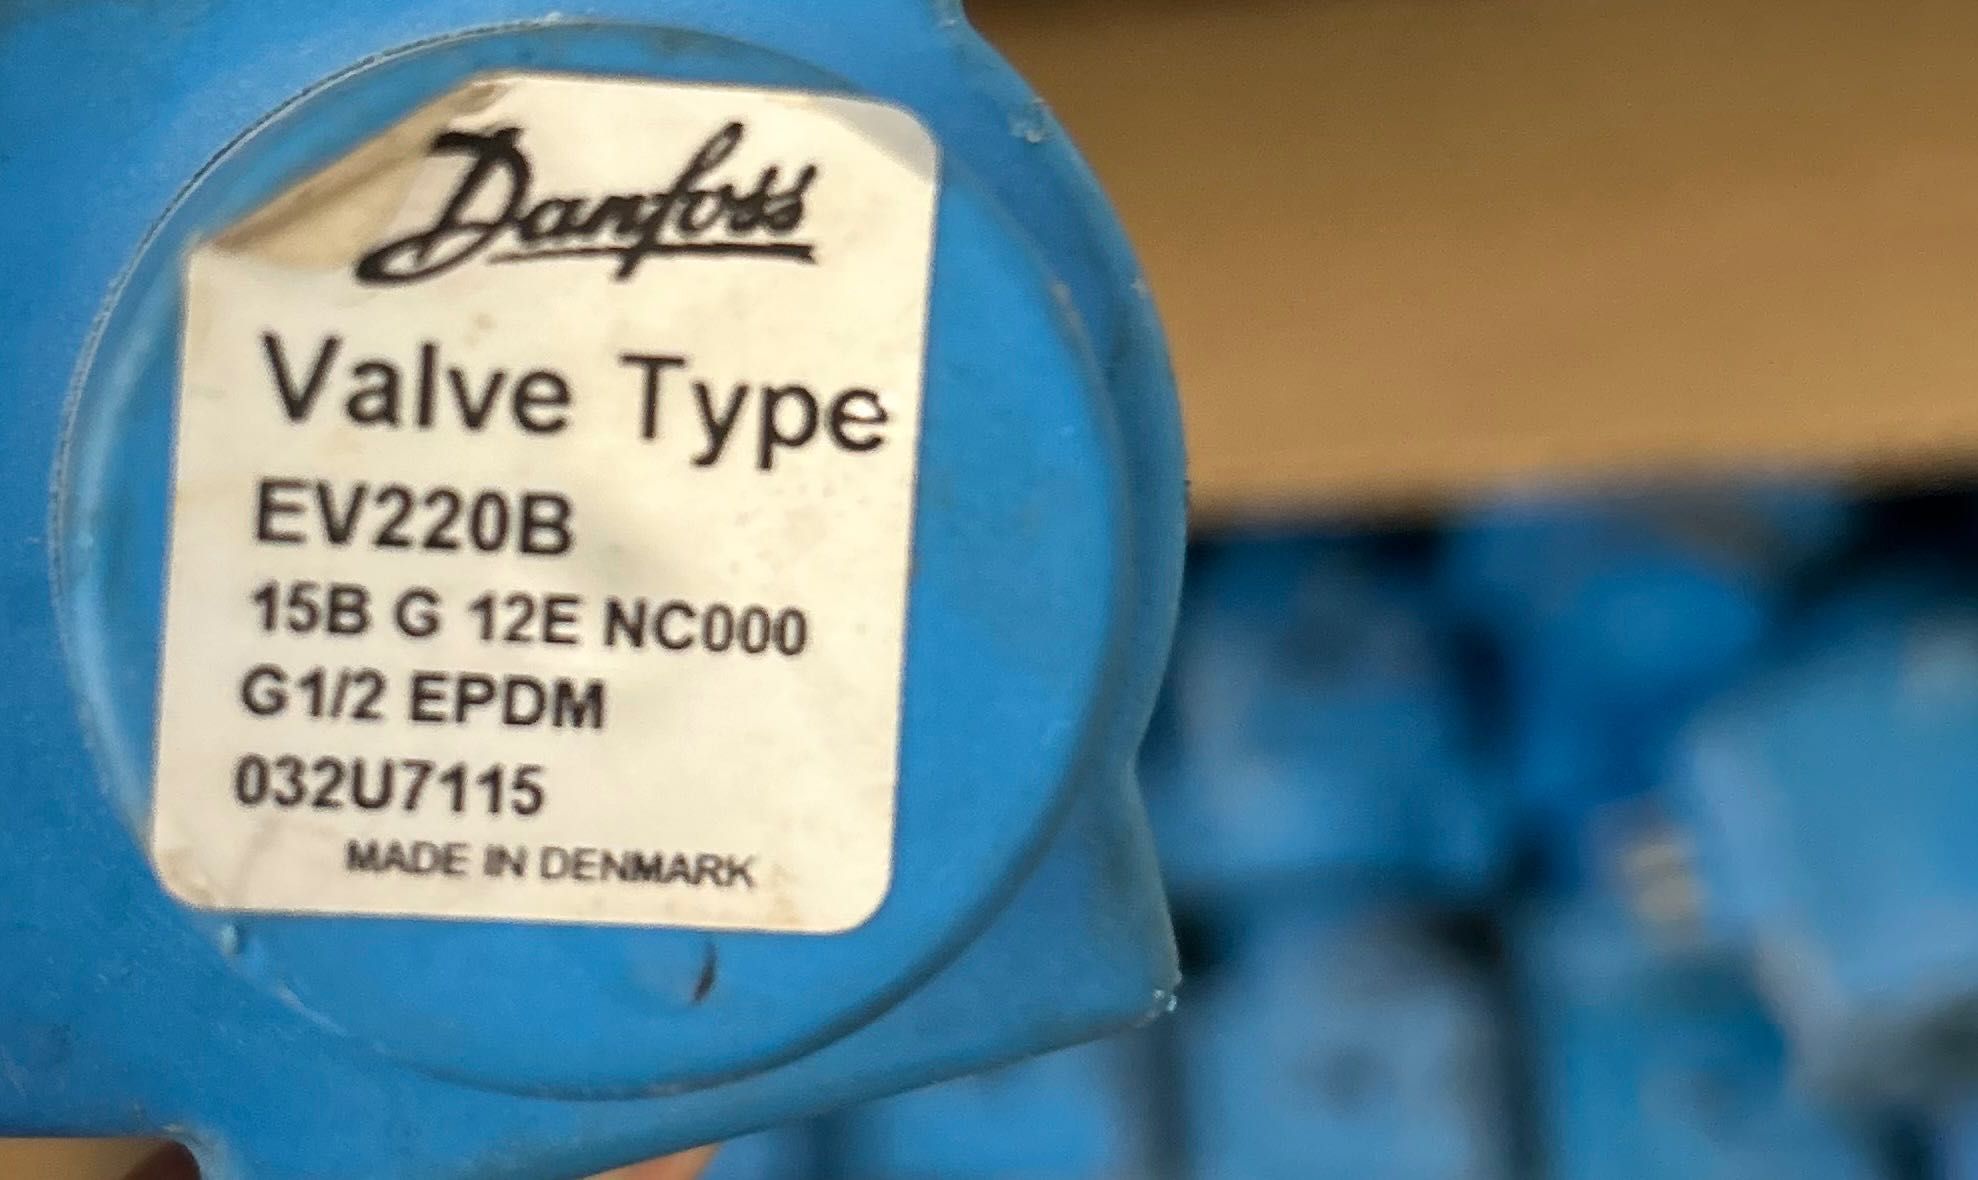 Danfoss
Valve Type
EV220B
15B G 12E NC000
G1/2 EPDM
032U7115
MADE IN DENMARK